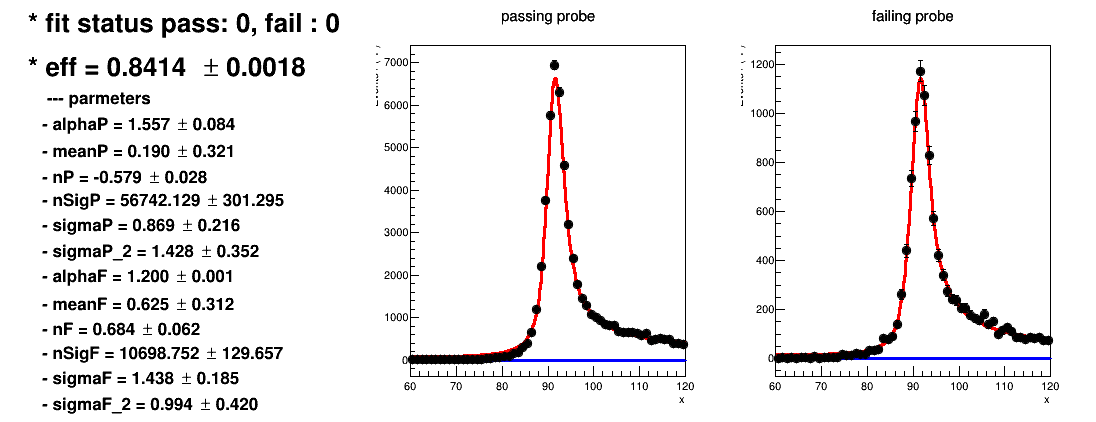 * fit status pass: 0, fail : 0
* eff = 0.8414 ± 0.0018
--- parmeters
- alphaP = 1.557 ± 0.084
- meanP = 0.190 ± 0.321
- nP = -0.579 ± 0.028
- nSigP = 56742.129 ± 301.295
- sigmaP = 0.869 ± 0.216
- sigmaP_2 = 1.428 ± 0.352
- alphaF = 1.200 ± 0.001
- meanF = 0.625 ± 0.312
- nF = 0.684 ± 0.062
- nSigF = 10698.752 ± 129.657
- sigmaF = 1.438 ± 0.185
- sigmaF_2 = 0.994 ± 0.420
passing probe
7000
6000
5000
4000
3000
2000
1000
0
60 70 80 90 100 110 120
x
failing probe
1200
1000
800
600
400
200
0
60 70 80 90 100 110 120
x